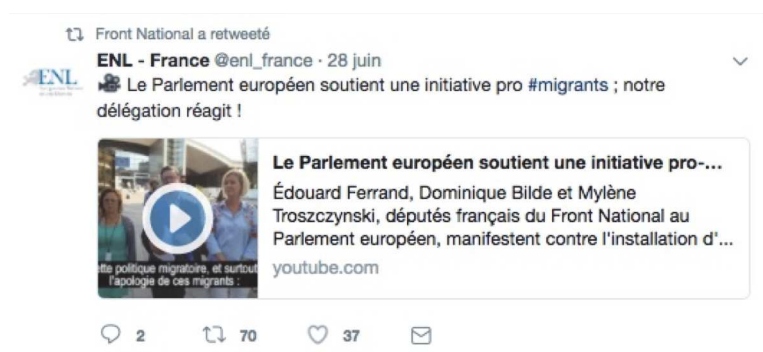 Front National a retweeté
ENL - France @enl_france · 28 juin
Le Parlement européen soutient une initiative pro #migrants ; notre
délégation réagit !
ENL
Le Parlement européen soutient une initiative pro-...
Édouard Ferrand, Dominique Bilde et Mylène
Troszczynski, députés français du Front National au
Parlement européen, manifestent contre l'installation d'...
youtube.com
tte politique migratoire, et surtout
l'apologie de ces migrants :
2 70 37